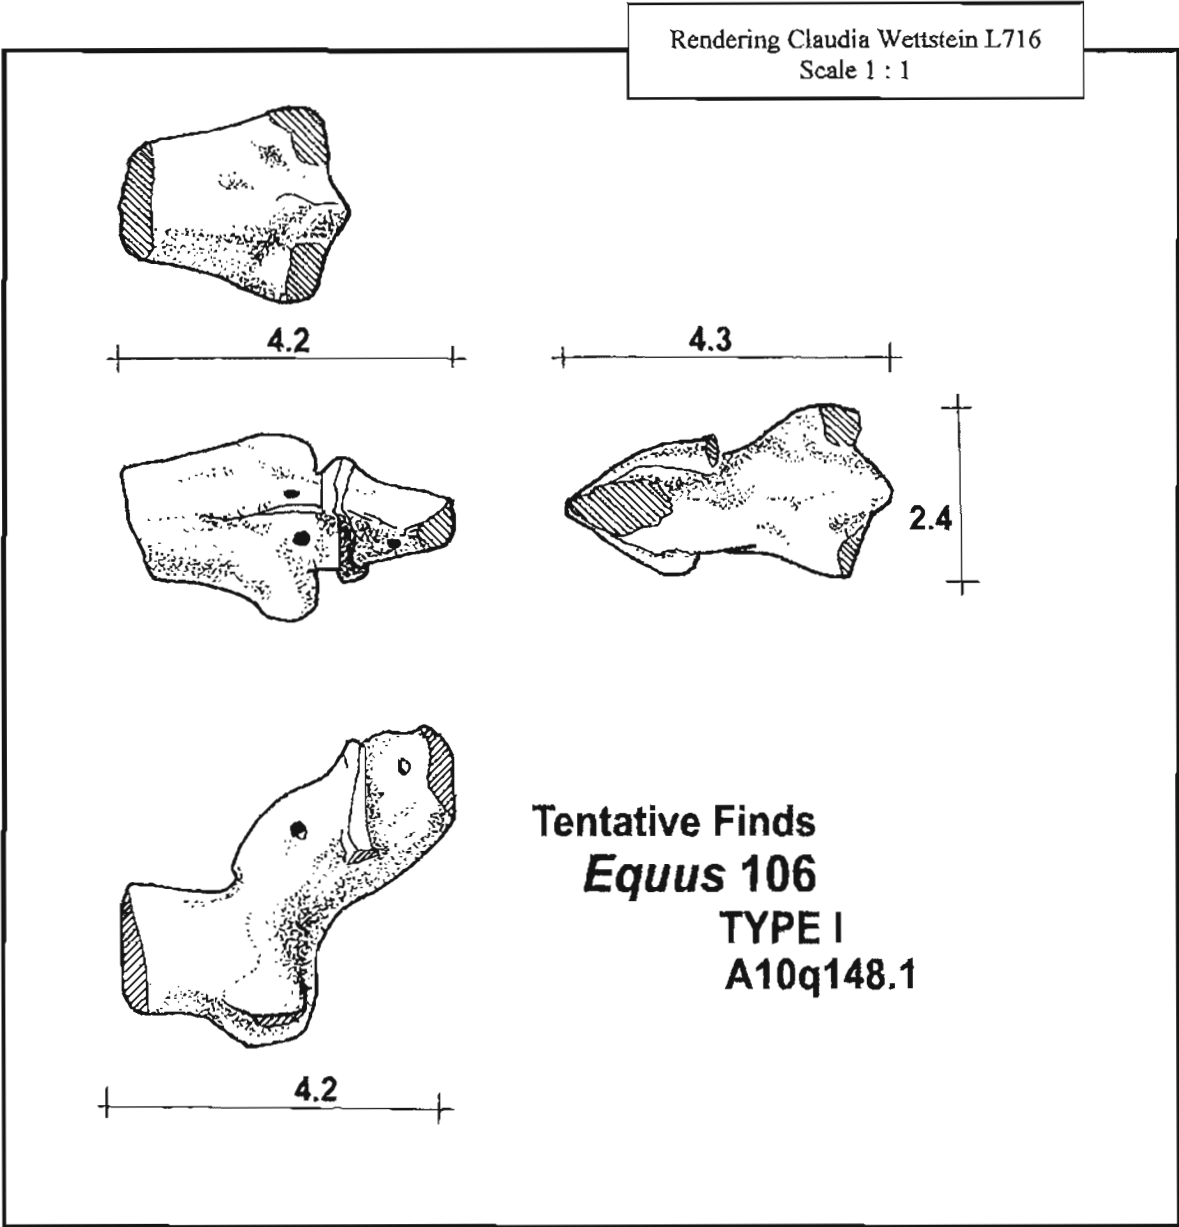 Rendering Claudia Wettstein L716
Scale 1 : 1
4.2
4.3
2.4
Tentative Finds
Equus 106
TYPE I
A10q148.1
4.2